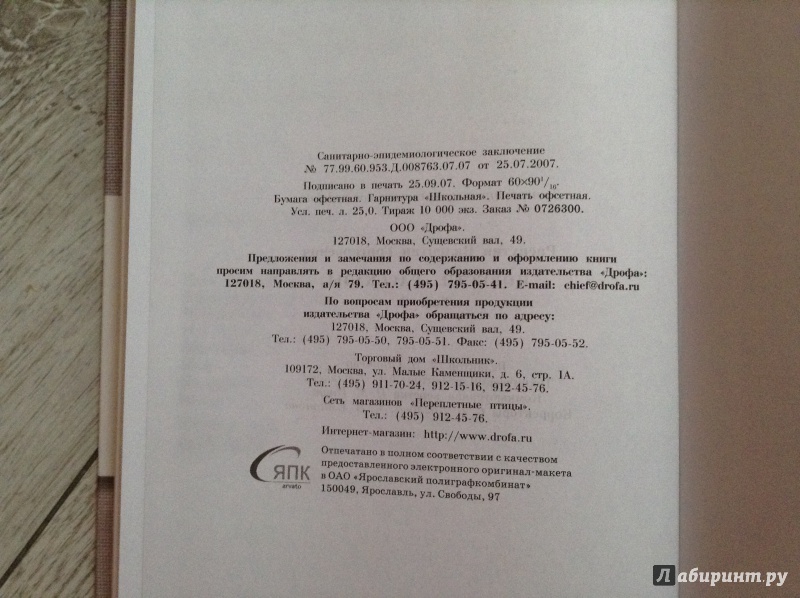 Санитарно-эпидемиологическое заключение
№ 77.99.60.953.Д.008763.07.07 от 25.07.2007.
Подписано в печать 25.09.07. Формат 60×90¹/₁₆.
Бумага офсетная. Гарнитура «Школьная». Печать офсетная.
Усл. печ. л. 25,0. Тираж 10 000 экз. Заказ № 0726300.
ООО «Дрофа».
127018, Москва, Сущевский вал, 49.
Предложения и замечания по содержанию и оформлению книги
просим направлять в редакцию общего образования издательства «Дрофа»:
127018, Москва, а/я 79. Тел.: (495) 795-05-41. E-mail: chief@drofa.ru
По вопросам приобретения продукции
издательства «Дрофа» обращаться по адресу:
127018, Москва, Сущевский вал, 49.
Тел.: (495) 795-05-50, 795-05-51. Факс: (495) 795-05-52.
Торговый дом «Школьник».
109172, Москва, ул. Малые Каменщики, д. 6, стр. 1А.
Тел.: (495) 911-70-24, 912-15-16, 912-45-76.
Сеть магазинов «Переплетные птицы».
Тел.: (495) 912-45-76.
Интернет-магазин: http://www.drofa.ru
ЯПК
arvato
Отпечатано в полном соответствии с качеством
предоставленного электронного оригинал-макета
в ОАО «Ярославский полиграфкомбинат»
150049, Ярославль, ул. Свободы, 97
Лабиринт.ру